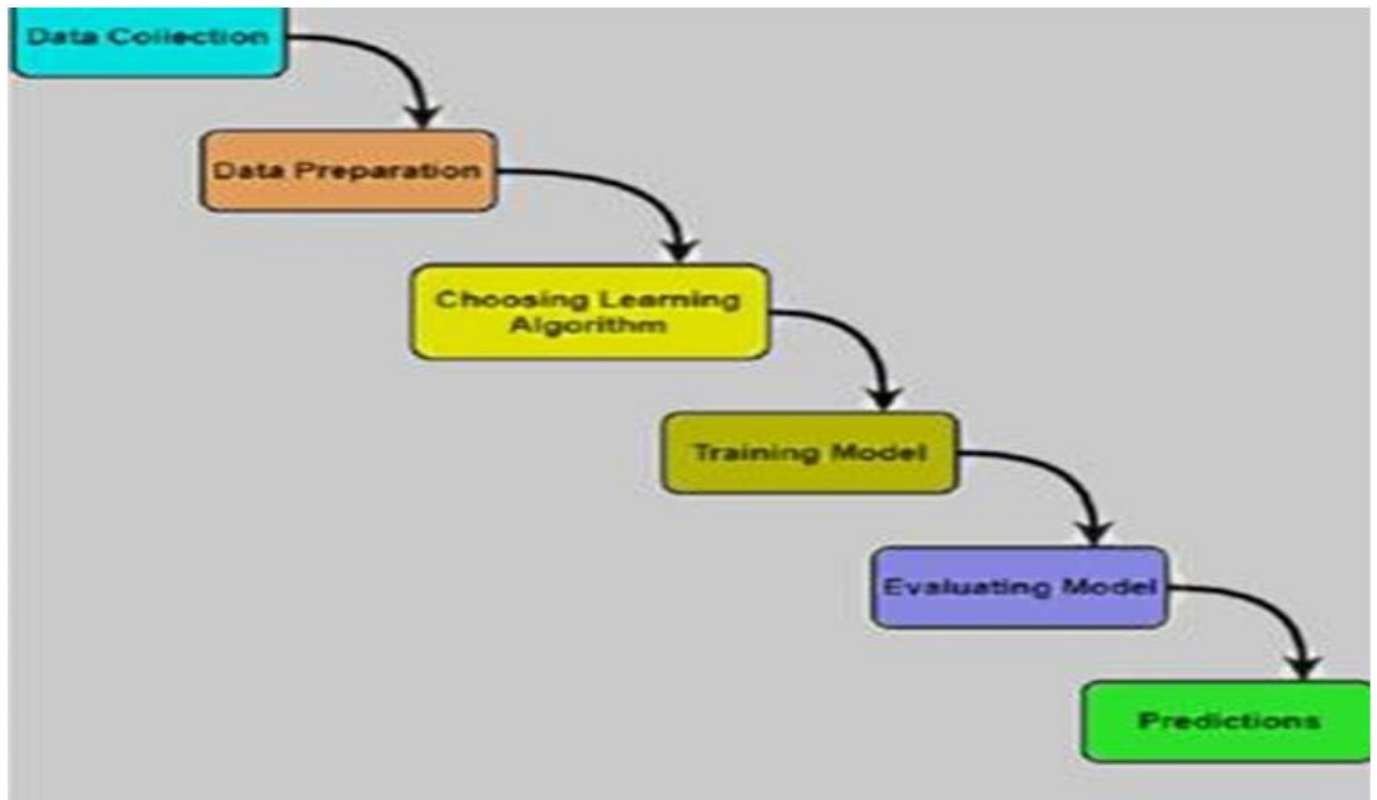 Data Collection
Data Preparation
Choosing Learning
Algorithm
Training Model
Evaluating Model
Predictions